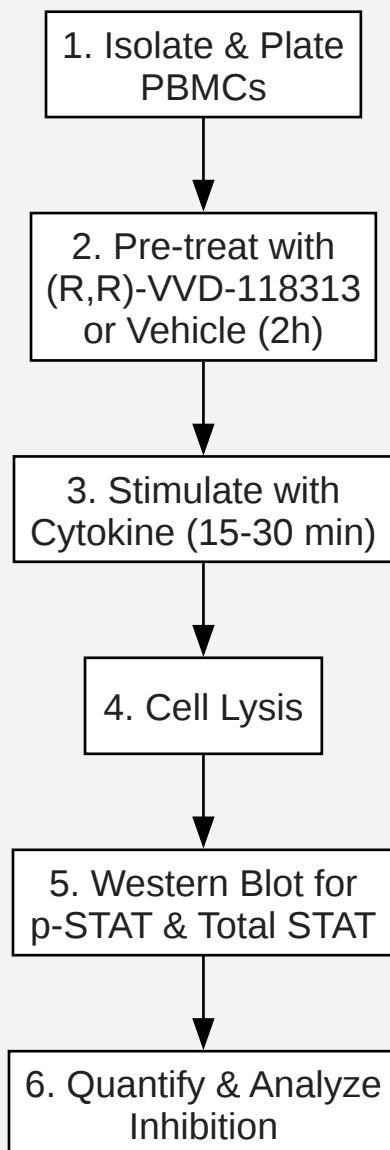 1. Isolate & Plate
PBMCs
2. Pre-treat with
(R,R)-VVD-118313
or Vehicle (2h)
3. Stimulate with
Cytokine (15-30 min)
4. Cell Lysis
5. Western Blot for
p-STAT & Total STAT
6. Quantify & Analyze
Inhibition